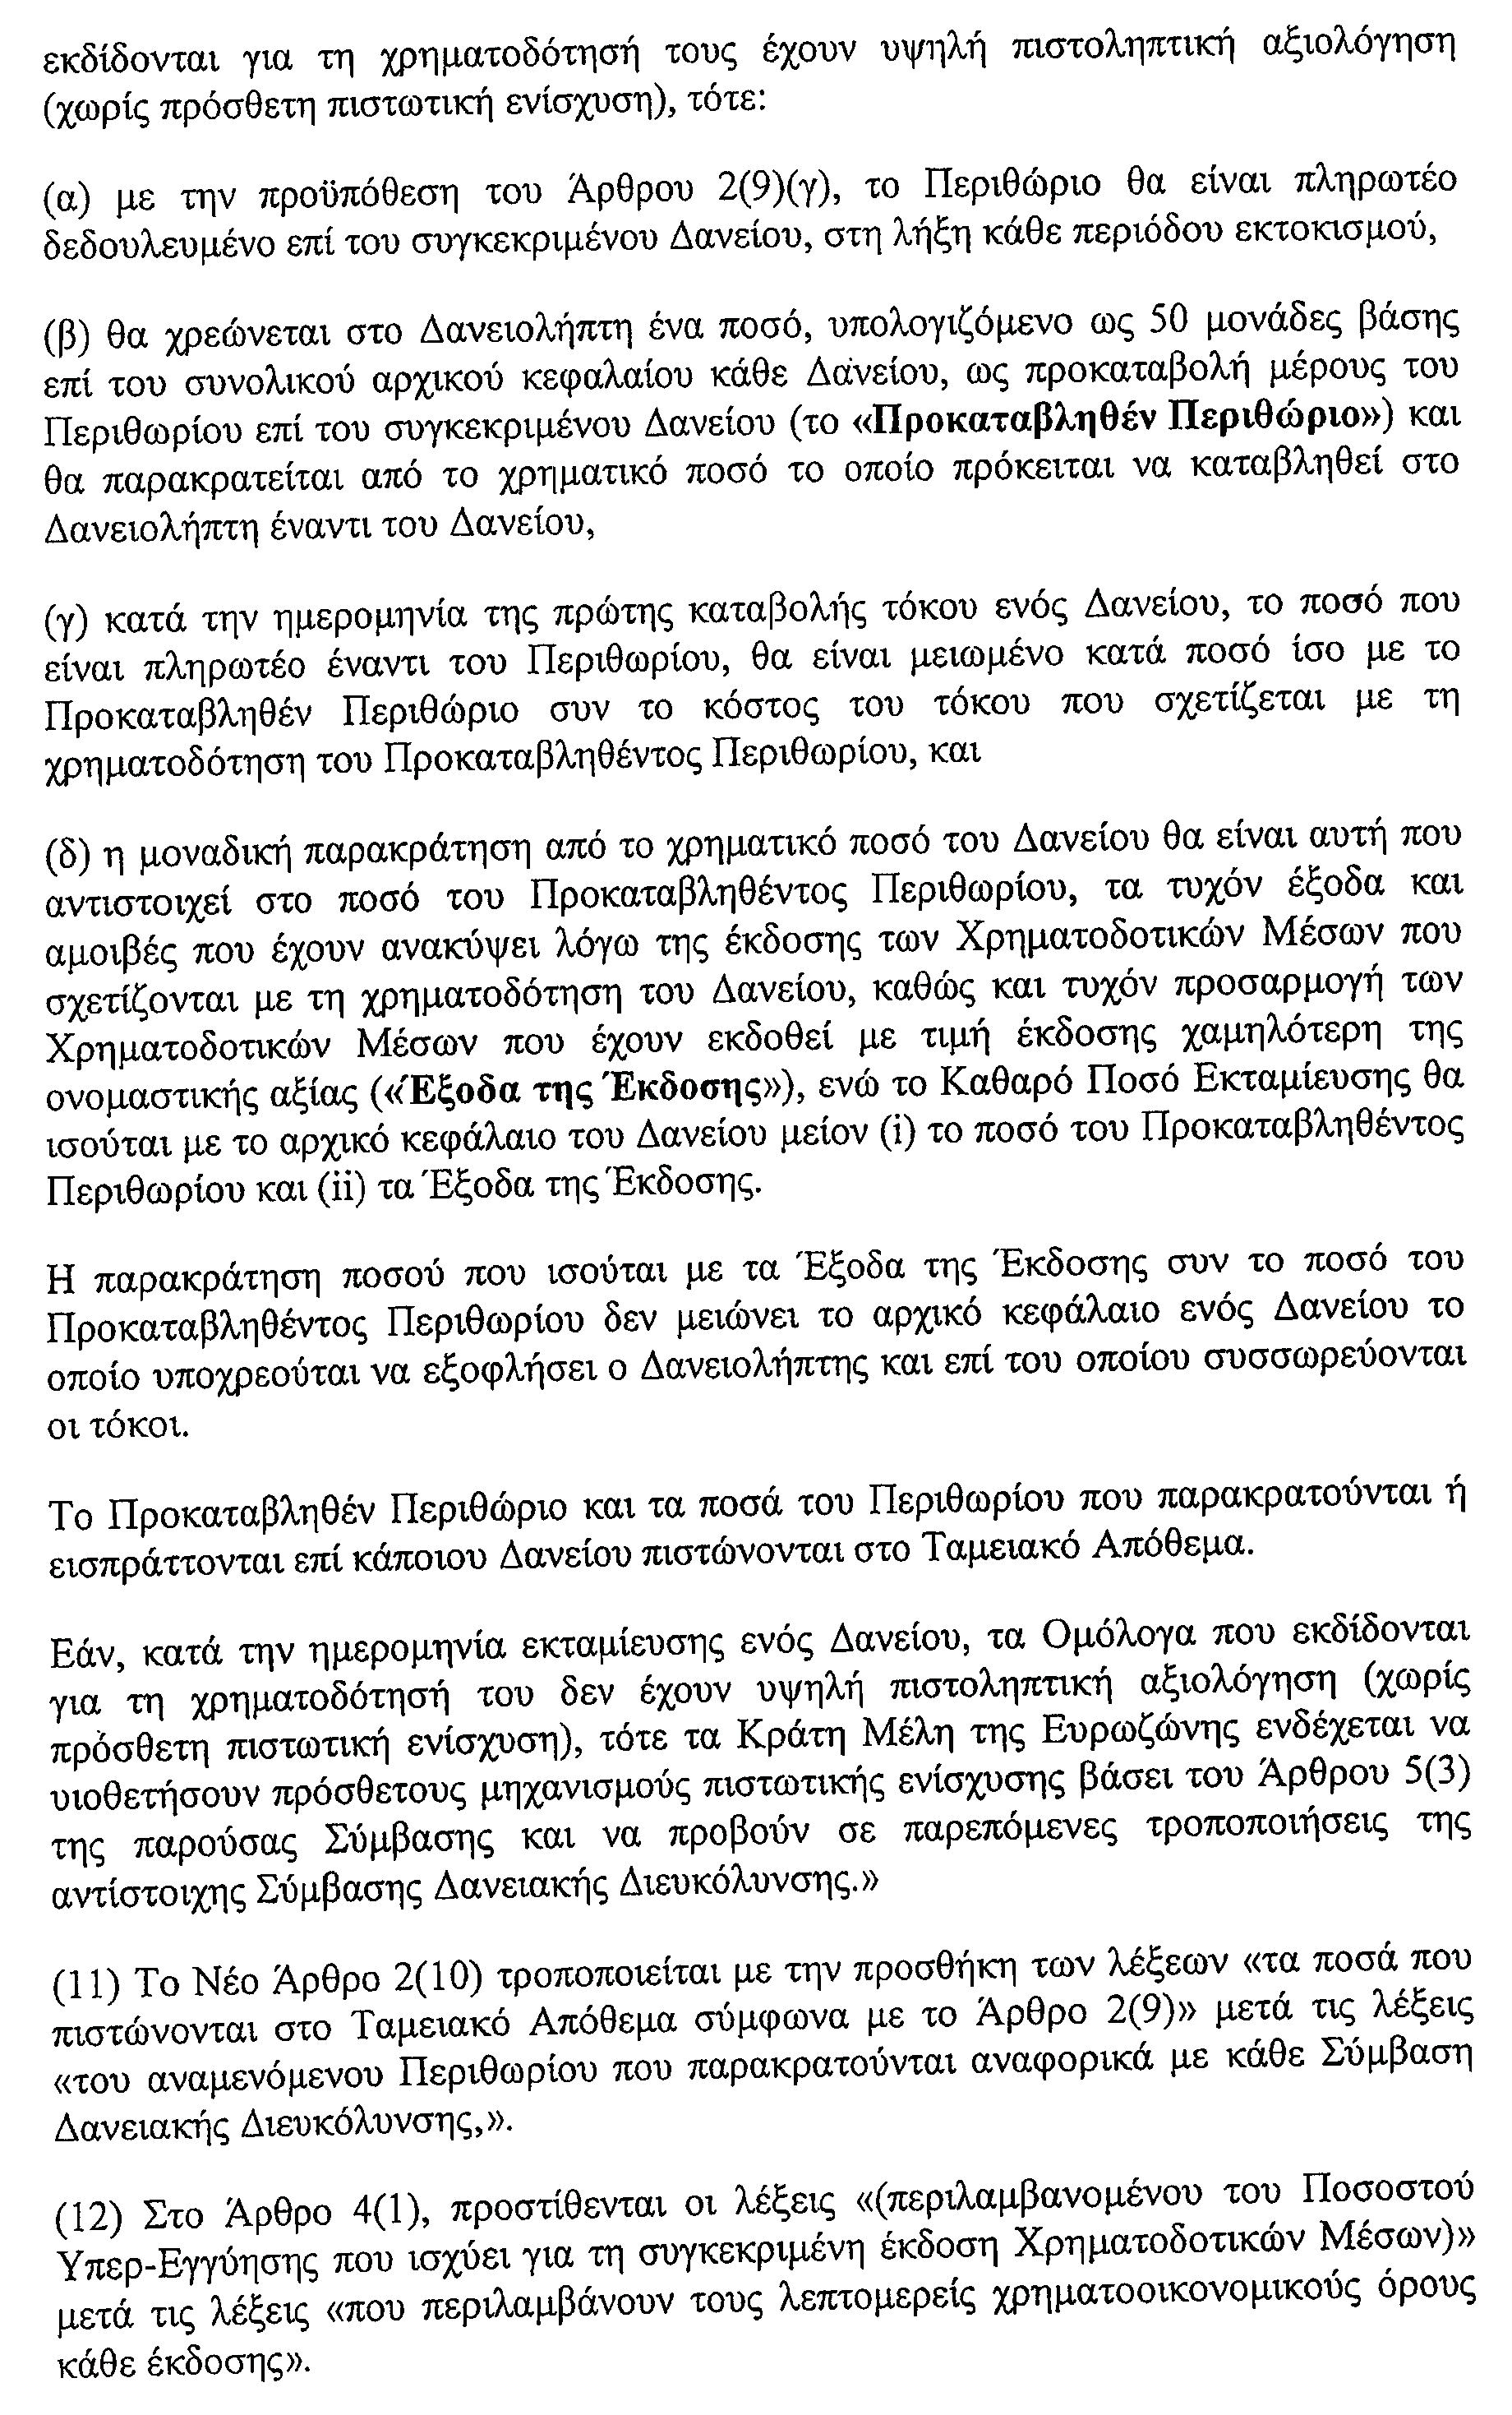 εκδίδονται για τη χρηματοδότησή τους έχουν υψηλή πιστοληπτική αξιολόγηση
(χωρίς πρόσθετη πιστωτική ενίσχυση), τότε:
(α) με την προϋπόθεση του Άρθρου 2(9)(γ), το Περιθώριο θα είναι πληρωτέο
δεδουλευμένο επί του συγκεκριμένου Δανείου, στη λήξη κάθε περιόδου εκτοκισμού,
(β) θα χρεώνεται στο Δανειολήπτη ένα ποσό, υπολογιζόμενο ως 50 μονάδες βάσης
επί του συνολικού αρχικού κεφαλαίου κάθε Δανείου, ως προκαταβολή μέρους του
Περιθωρίου επί του συγκεκριμένου Δανείου (το «Προκαταβληθέν Περιθώριο») και
θα παρακρατείται από το χρηματικό ποσό το οποίο πρόκειται να καταβληθεί στο
Δανειολήπτη έναντι του Δανείου,
(γ) κατά την ημερομηνία της πρώτης καταβολής τόκου ενός Δανείου, το ποσό που
είναι πληρωτέο έναντι του Περιθωρίου, θα είναι μειωμένο κατά ποσό ίσο με το
Προκαταβληθέν Περιθώριο συν το κόστος του τόκου που σχετίζεται με τη
χρηματοδότηση του Προκαταβληθέντος Περιθωρίου, και
(δ) η μοναδική παρακράτηση από το χρηματικό ποσό του Δανείου θα είναι αυτή που
αντιστοιχεί στο ποσό του Προκαταβληθέντος Περιθωρίου, τα τυχόν έξοδα και
αμοιβές που έχουν ανακύψει λόγω της έκδοσης των Χρηματοδοτικών Μέσων που
σχετίζονται με τη χρηματοδότηση του Δανείου, καθώς και τυχόν προσαρμογή των
Χρηματοδοτικών Μέσων που έχουν εκδοθεί με τιμή έκδοσης χαμηλότερη της
ονομαστικής αξίας («Έξοδα της Έκδοσης»), ενώ το Καθαρό Ποσό Εκταμίευσης θα
ισούται με το αρχικό κεφάλαιο του Δανείου μείον (i) το ποσό του Προκαταβληθέντος
Περιθωρίου και (ii) τα Έξοδα της Έκδοσης.
Η παρακράτηση ποσού που ισούται με τα Έξοδα της Έκδοσης συν το ποσό του
Προκαταβληθέντος Περιθωρίου δεν μειώνει το αρχικό κεφάλαιο ενός Δανείου το
οποίο υποχρεούται να εξοφλήσει ο Δανειολήπτης και επί του οποίου συσσωρεύονται
οι τόκοι.
Το Προκαταβληθέν Περιθώριο και τα ποσά του Περιθωρίου που παρακρατούνται ή
εισπράττονται επί κάποιου Δανείου πιστώνονται στο Ταμειακό Απόθεμα.
Εάν, κατά την ημερομηνία εκταμίευσης ενός Δανείου, τα Ομόλογα που εκδίδονται
για τη χρηματοδότησή του δεν έχουν υψηλή πιστοληπτική αξιολόγηση (χωρίς
πρόσθετη πιστωτική ενίσχυση), τότε τα Κράτη Μέλη της Ευρωζώνης ενδέχεται να
υιοθετήσουν πρόσθετους μηχανισμούς πιστωτικής ενίσχυσης βάσει του Άρθρου 5(3)
της παρούσας Σύμβασης και να προβούν σε παρεπόμενες τροποποιήσεις της
αντίστοιχης Σύμβασης Δανειακής Διευκόλυνσης.»
(11) Το Νέο Άρθρο 2(10) τροποποιείται με την προσθήκη των λέξεων «τα ποσά που
πιστώνονται στο Ταμειακό Απόθεμα σύμφωνα με το Άρθρο 2(9)» μετά τις λέξεις
«του αναμενόμενου Περιθωρίου που παρακρατούνται αναφορικά με κάθε Σύμβαση
Δανειακής Διευκόλυνσης,».
(12) Στο Άρθρο 4(1), προστίθενται οι λέξεις «(περιλαμβανομένου του Ποσοστού
Υπερ-Εγγύησης που ισχύει για τη συγκεκριμένη έκδοση Χρηματοδοτικών Μέσων)»
μετά τις λέξεις «που περιλαμβάνουν τους λεπτομερείς χρηματοοικονομικούς όρους
κάθε έκδοσης».